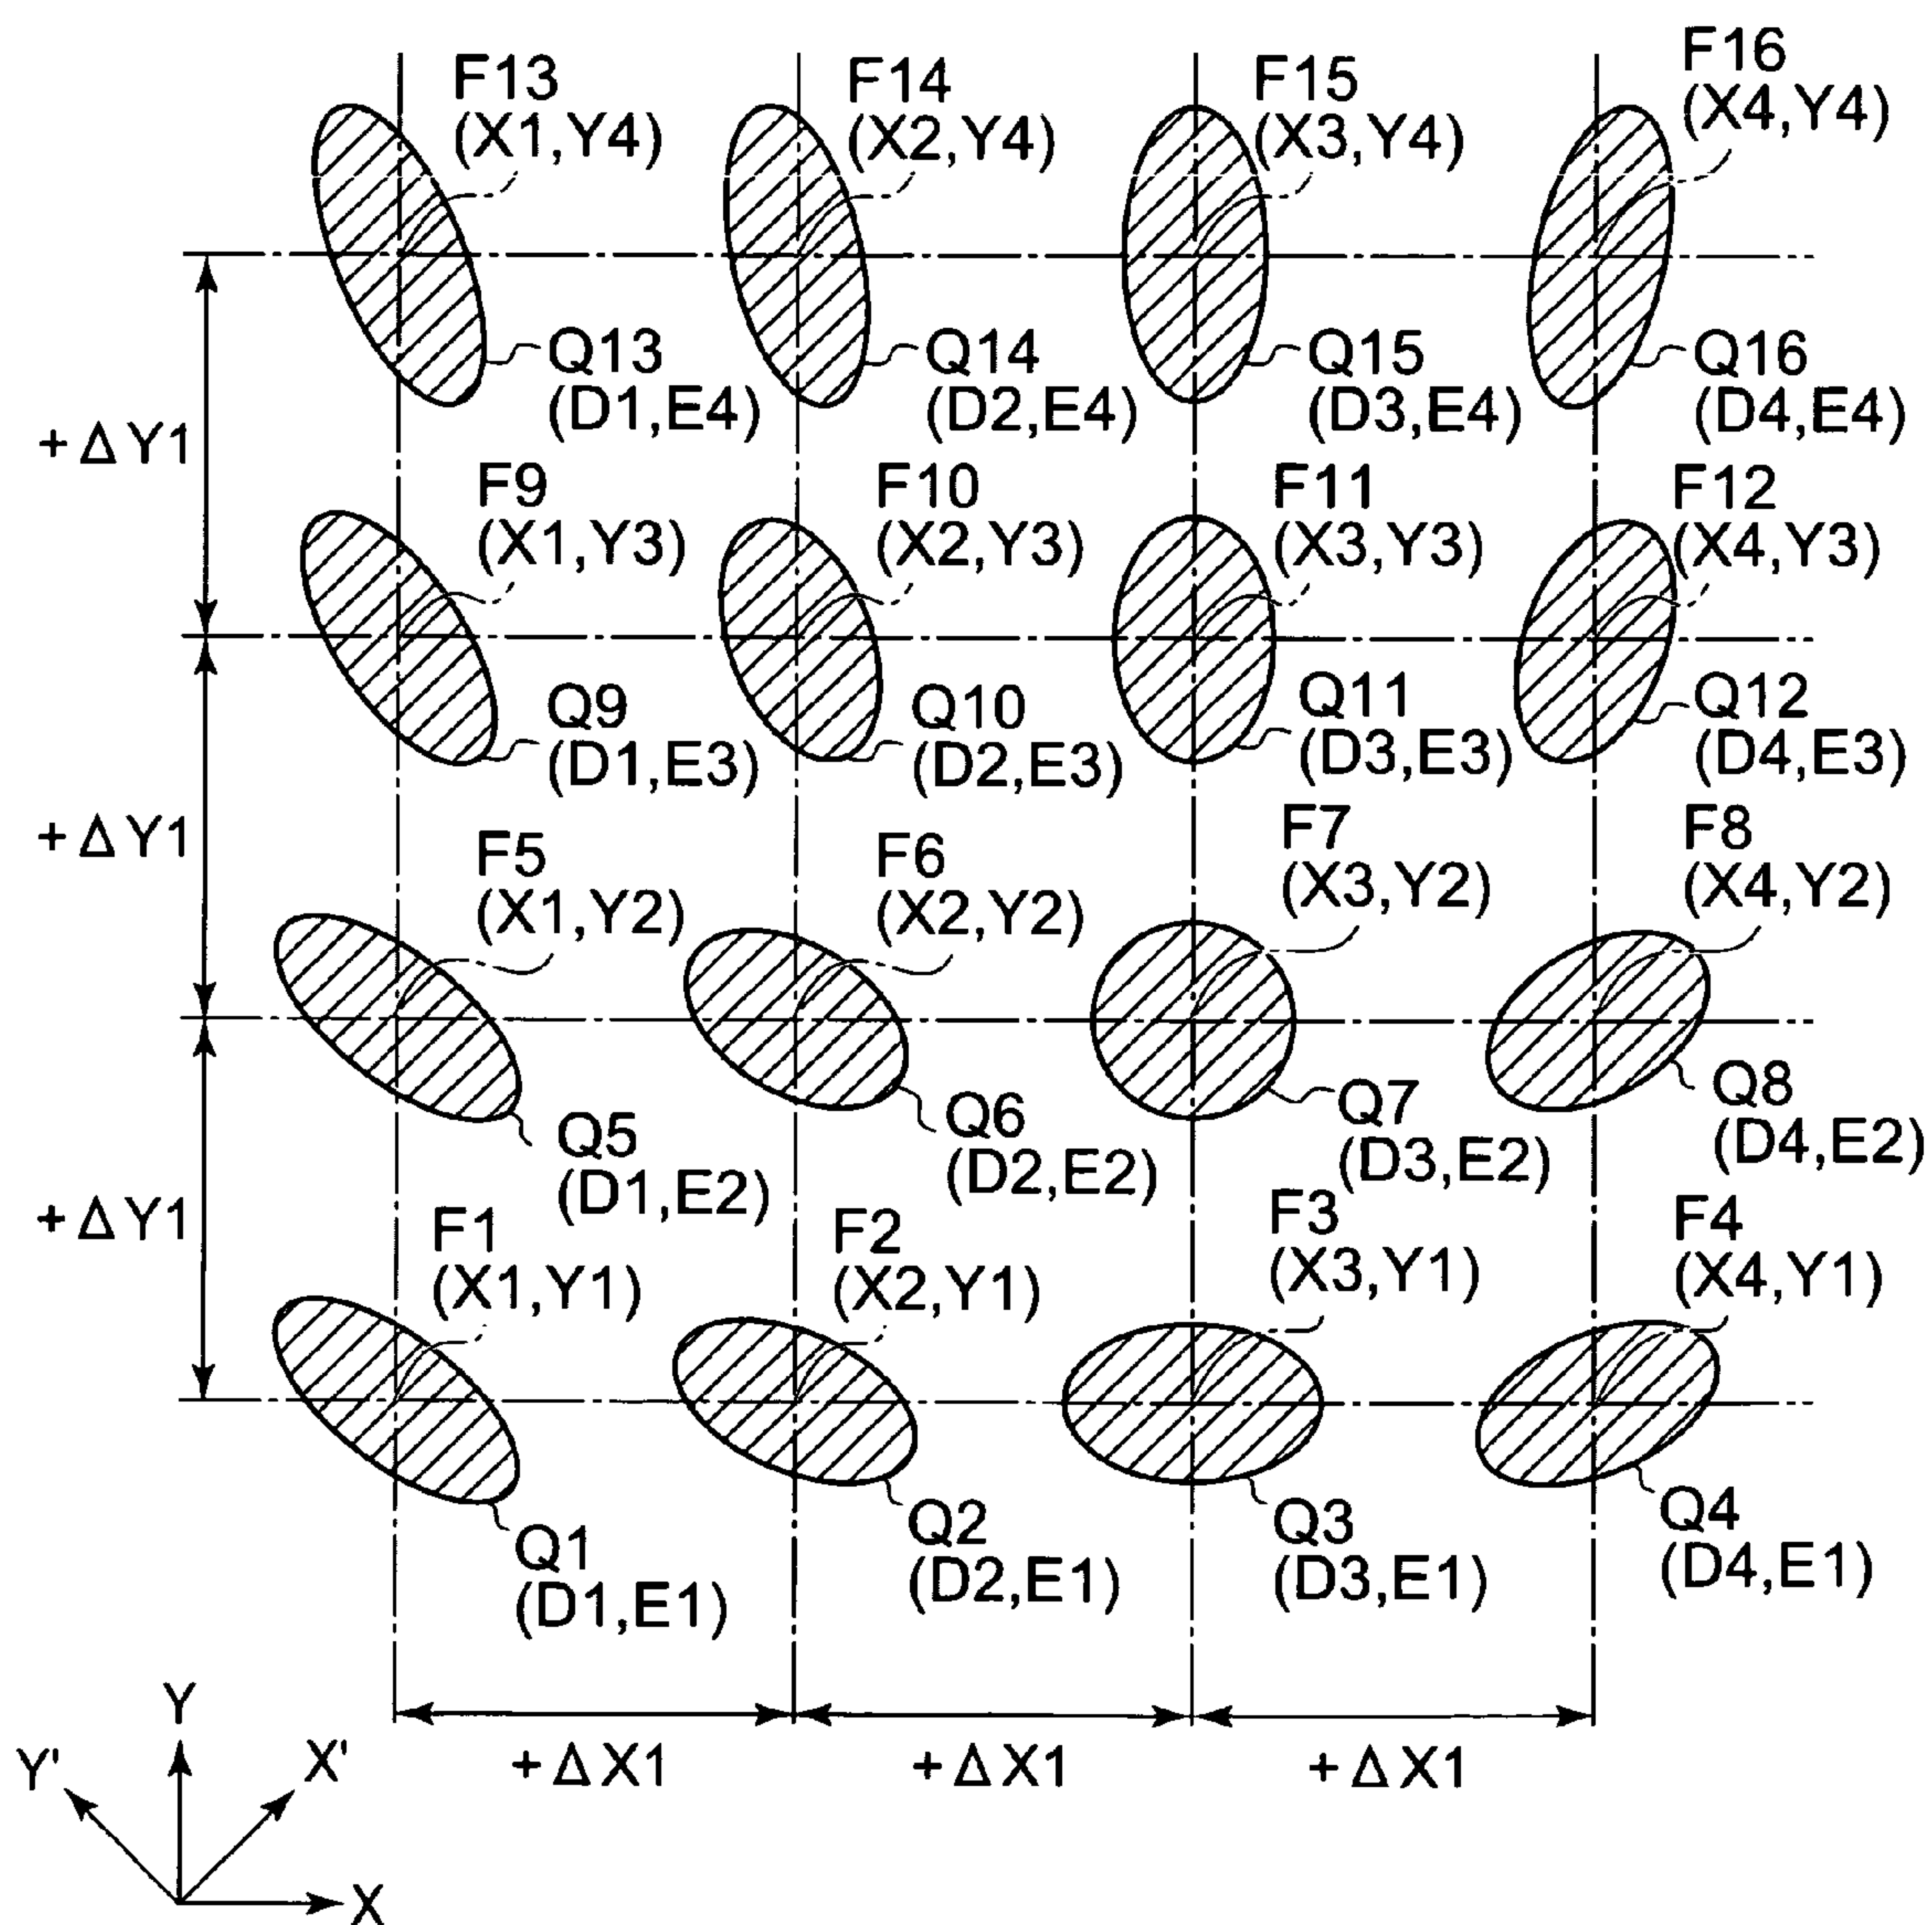 F13
(X1,Y4)
F14
(X2,Y4)
F15
(X3,Y4)
F16
(X4,Y4)
Q13
(D1,E4)
Q14
(D2,E4)
Q15
(D3,E4)
Q16
(D4,E4)
+ΔY1
F9
(X1,Y3)
F10
(X2,Y3)
F11
(X3,Y3)
F12
(X4,Y3)
Q9
(D1,E3)
Q10
(D2,E3)
Q11
(D3,E3)
Q12
(D4,E3)
+ΔY1
F5
(X1,Y2)
F6
(X2,Y2)
F7
(X3,Y2)
F8
(X4,Y2)
Q5
(D1,E2)
Q6
(D2,E2)
Q7
(D3,E2)
Q8
(D4,E2)
+ΔY1
F1
(X1,Y1)
F2
(X2,Y1)
F3
(X3,Y1)
F4
(X4,Y1)
Q1
(D1,E1)
Q2
(D2,E1)
Q3
(D3,E1)
Q4
(D4,E1)
+ΔX1
+ΔX1
+ΔX1
Y
Y'
X'
X